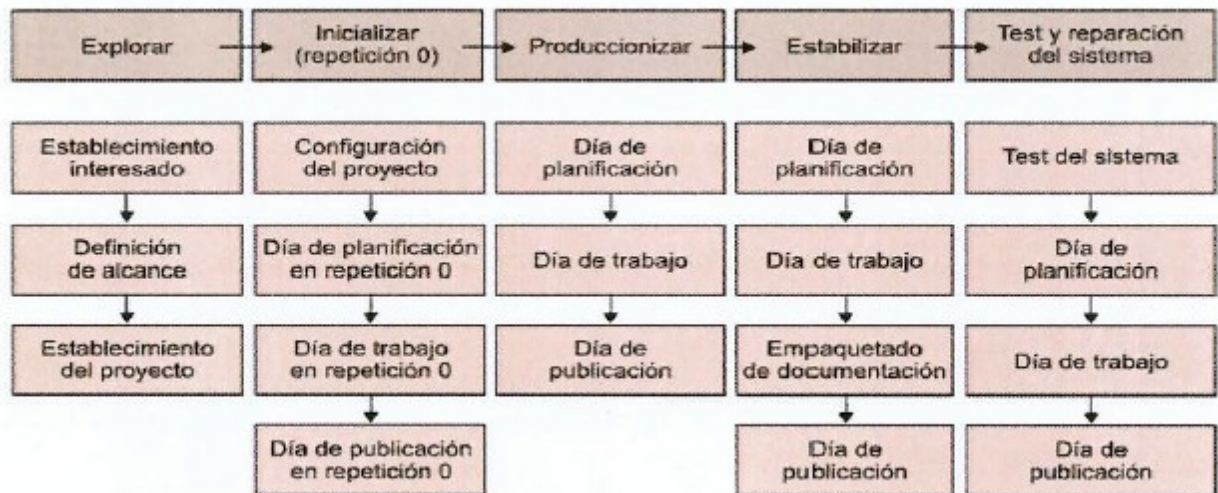 Explorar
Inicializar
(repetición 0)
Produccionizar
Estabilizar
Test y reparación
del sistema
Establecimiento
interesado
Configuración
del proyecto
Día de
planificación
Día de
planificación
Test del sistema
Definición
de alcance
Día de planificación
en repetición 0
Día de trabajo
Día de trabajo
Día de
planificación
Establecimiento
del proyecto
Día de trabajo
en repetición 0
Día de
publicación
Empaquetado
de documentación
Día de trabajo
Día de publicación
en repetición 0
Día de
publicación
Día de
publicación